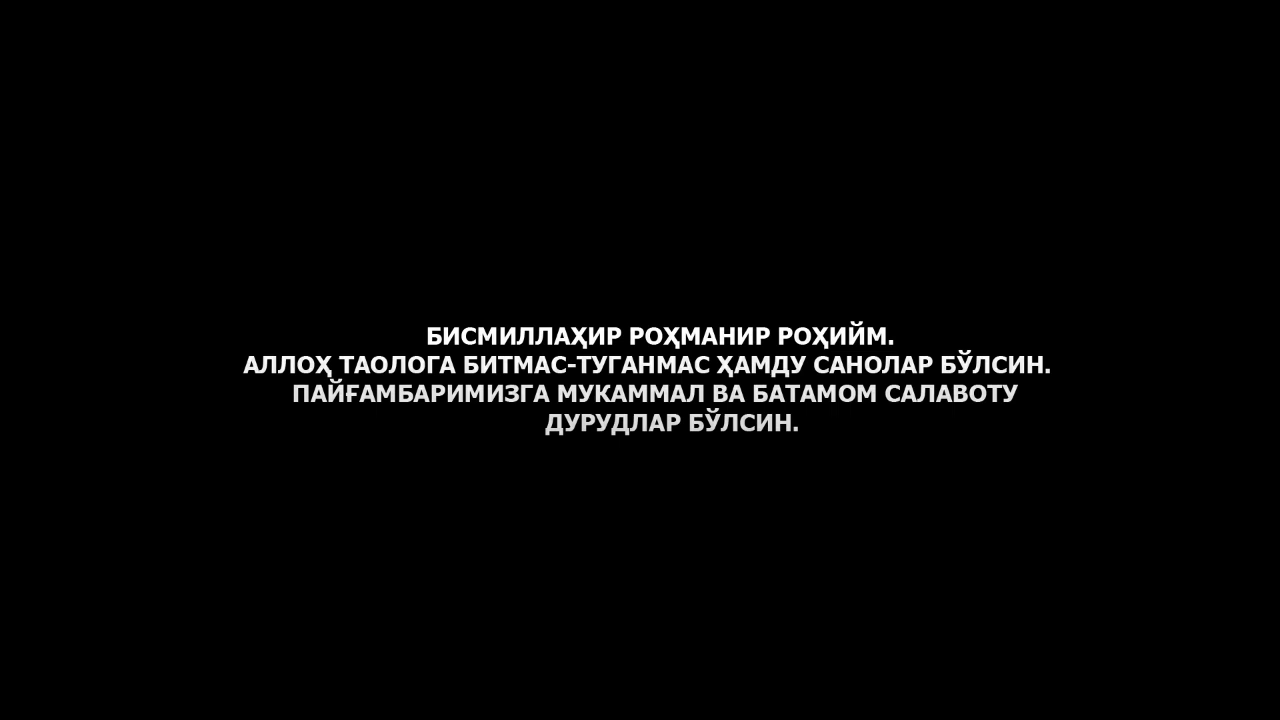 БИСМИЛЛАҲИР РОҲМАНИР РОҲИЙМ.
АЛЛОҲ ТАОЛОГА БИТМАС-ТУГАНМАС ҲАМДУ САНОЛАР БЎЛСИН.
ПАЙҒАМБАРИМИЗГА МУКАММАЛ ВА БАТАМОМ САЛАВОТУ
ДУРУДЛАР БЎЛСИН.